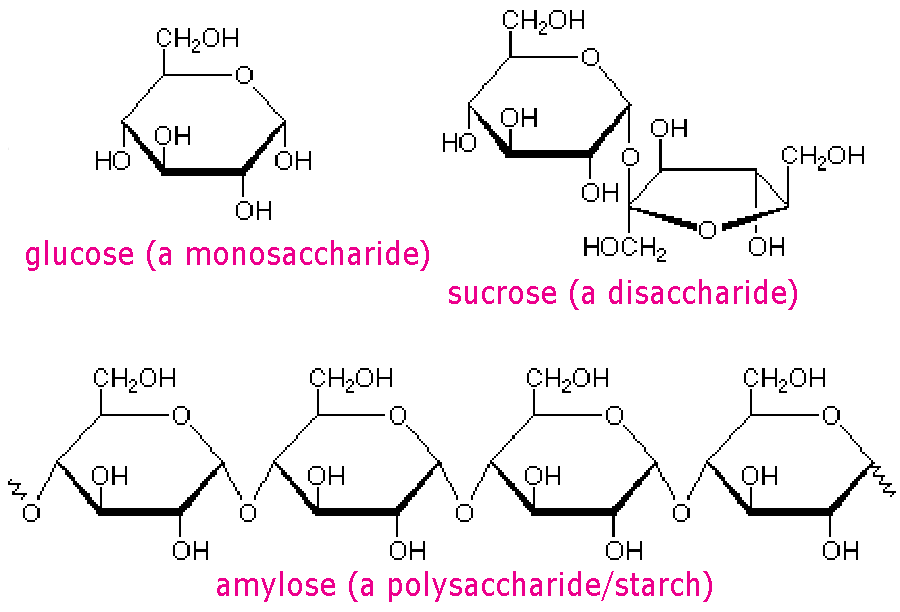 CH₂OH
O
OH
HO
OH
OH
glucose (a monosaccharide)
CH₂OH
O
OH
HO
OH
O
OH
CH₂OH
O
HOCH₂
OH
sucrose (a disaccharide)
CH₂OH CH₂OH CH₂OH CH₂OH
O O O O
OH OH OH OH
O O O O
OH OH OH OH
amylose (a polysaccharide/starch)